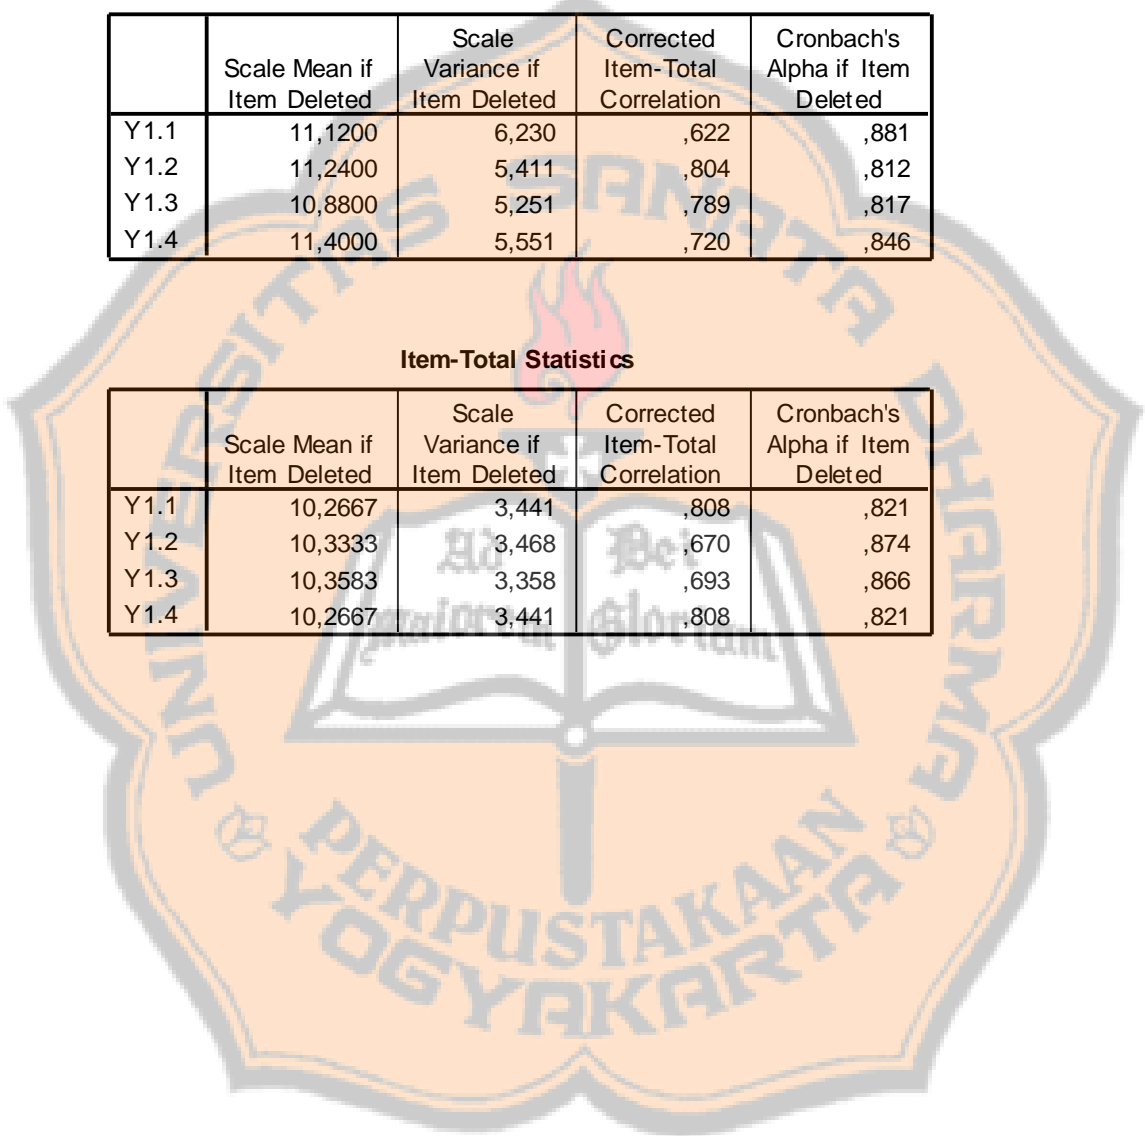 Scale Mean if Item Deleted | Scale Variance if Item Deleted | Corrected Item-Total Correlation | Cronbach's Alpha if Item Deleted
Y1.1 | 11,1200 | 6,230 | ,622 | ,881
Y1.2 | 11,2400 | 5,411 | ,804 | ,812
Y1.3 | 10,8800 | 5,251 | ,789 | ,817
Y1.4 | 11,4000 | 5,551 | ,720 | ,846
Item-Total Statistics
Scale Mean if Item Deleted | Scale Variance if Item Deleted | Corrected Item-Total Correlation | Cronbach's Alpha if Item Deleted
Y1.1 | 10,2667 | 3,441 | ,808 | ,821
Y1.2 | 10,3333 | 3,468 | ,670 | ,874
Y1.3 | 10,3583 | 3,358 | ,693 | ,866
Y1.4 | 10,2667 | 3,441 | ,808 | ,821
UNIVERSITAS SANATA DHARMA
Ad Dei
maiorem Gloriam
PERPUSTAKAAN
YOGYAKARTA